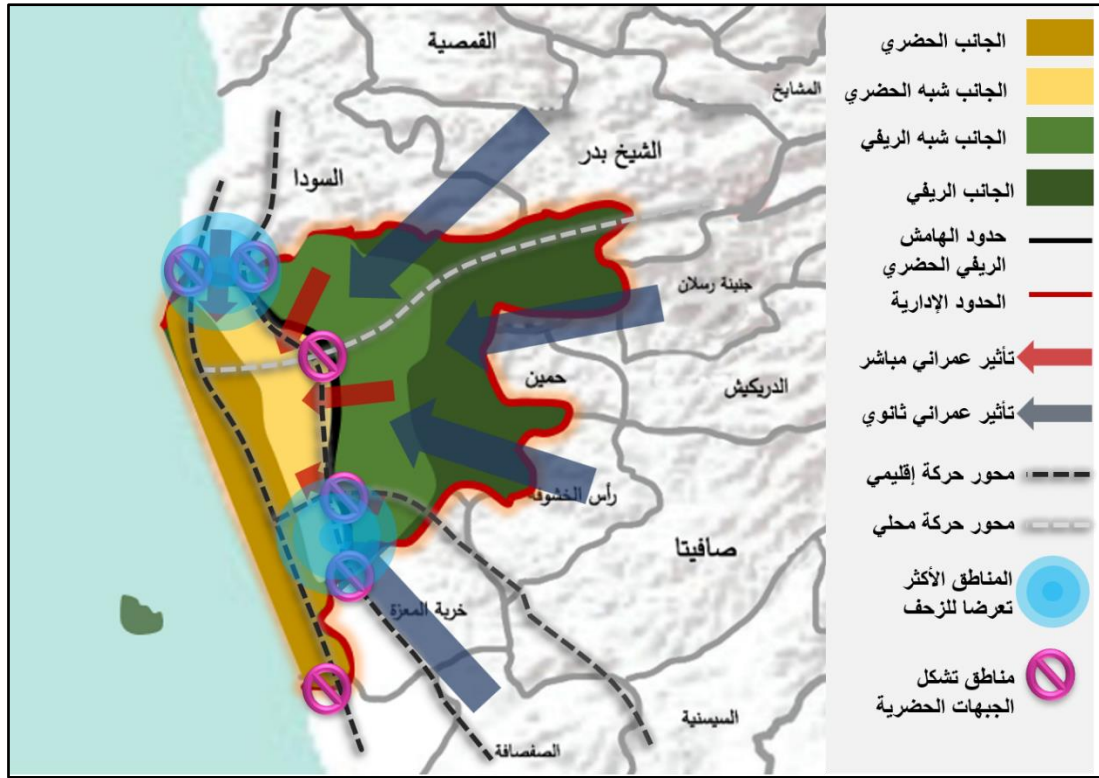 القمصية
المشايخ
الشيخ بدر
السودا
جنينة رسلان
حمين
الدريكيش
رأس الخشوفة
صافيتا
خربة المعزة
السيسنية
الصفصافة
الجانب الحضري
الجانب شبه الحضري
الجانب شبه الريفي
الجانب الريفي
حدود الهامش
الريفي الحضري
الحدود الإدارية
تأثير عمراني مباشر
تأثير عمراني ثانوي
محور حركة إقليمي
محور حركة محلي
المناطق الأكثر
تعرضا للزحف
مناطق تشكل
الجبهات الحضرية